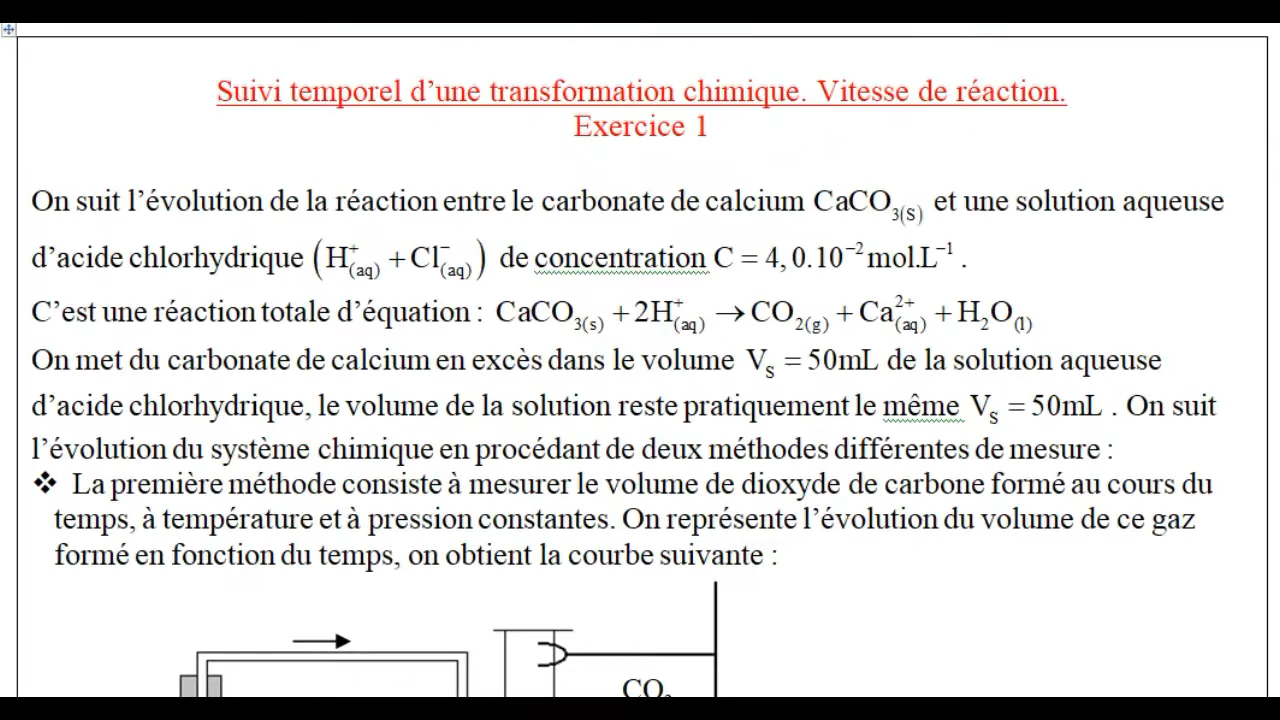 Suivi temporel d’une transformation chimique. Vitesse de réaction.
Exercice 1
On suit l’évolution de la réaction entre le carbonate de calcium CaCO₃₍S₎ et une solution aqueuse
d’acide chlorhydrique (H⁺₍aq₎ + Cl⁻₍aq₎) de concentration C = 4, 0.10⁻² mol.L⁻¹ .
C’est une réaction totale d’équation : CaCO₃₍s₎ + 2H⁺₍aq₎ → CO₂₍g₎ + Ca²⁺₍aq₎ + H₂O₍l₎
On met du carbonate de calcium en excès dans le volume V_S = 50mL de la solution aqueuse
d’acide chlorhydrique, le volume de la solution reste pratiquement le même V_S = 50mL . On suit
l’évolution du système chimique en procédant de deux méthodes différentes de mesure :
❖ La première méthode consiste à mesurer le volume de dioxyde de carbone formé au cours du
temps, à température et à pression constantes. On représente l’évolution du volume de ce gaz
formé en fonction du temps, on obtient la courbe suivante :
CO₂